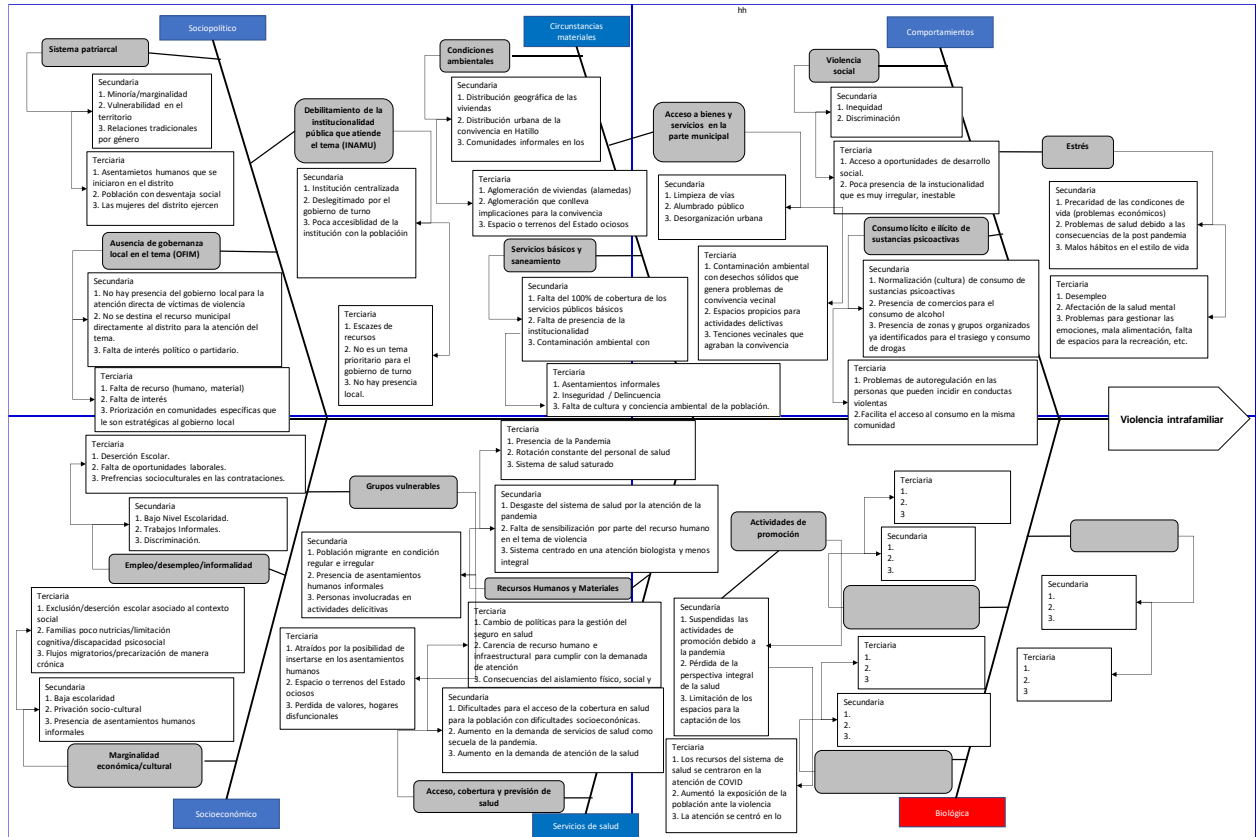 hh
Sociopolítico
Circunstancias
materiales
Comportamientos
Sistema patriarcal
Secundaria
1. Minoría/marginalidad
2. Vulnerabilidad en el
territorio
3. Relaciones tradicionales
por género
Terciaria
1. Asentamietos humanos que se
iniciaron en el distrito
2. Población con desventaja social
3. Las mujeres del distrito ejercen
Ausencia de gobernanza
local en el tema (OFIM)
Secundaria
1. No hay presencia del gobierno local para la
atención directa de víctimas de violencia
2. No se destina el recurso municipal
directamente al distrito para la atención del
tema.
3. Falta de interés político o partidario.
Terciaria
1. Falta de recurso (humano, material)
2. Falta de interés
3. Priorización en comunidades específicas que
le son estratégicas al gobierno local
Debilitamiento de la
institucionalidad
pública que atiende
el tema (INAMU)
Secundaria
1. Institución centralizada
2. Deslegitimado por el
gobierno de turno
3. Poca accesiblidad de la
institución con la poblacióin
Terciaria
1. Escazes de
recursos
2. No es un tema
prioritario para el
gobierno de turno
3. No hay presencia
local.
Condiciones
ambientales
Secundaria
1. Distribución geográfica de las
viviendas
2. Distribución urbana de la
convivencia en Hatillo
3. Comunidades informales en los
Terciaria
1. Aglomeración de viviendas (alamedas)
2. Aglomeración que conlleva
implicaciones para la convivencia
3. Espacio o terrenos del Estado ociosos
Servicios básicos y
saneamiento
Secundaria
1. Falta del 100% de cobertura de los
servicios públicos básicos
2. Falta de presencia de la
institucionalidad
3. Contaminación ambiental con
Terciaria
1. Asentamientos informales
2. Inseguridad / Delincuencia
3. Falta de cultura y conciencia ambiental de la población.
Acceso a bienes y
servicios en la
parte municipal
Secundaria
1. Limpieza de vías
2. Alumbrado público
3. Desorganización urbana
Terciaria
1. Contaminación ambiental
con desechos sólidos que
genera problemas de
convivencia vecinal
2. Espacios propicios para
actividades delictivas
3. Tenciones vecinales que
agraban la convivencia
Violencia
social
Secundaria
1. Inequidad
2. Discriminación
Terciaria
1. Acceso a oportunidades de desarrollo
social.
2. Poca presencia de la instucionalidad
que es muy irregular, inestable
Consumo lícito e ilícito de
sustancias psicoactivas
Secundaria
1. Normalización (cultura) de consumo de
sustancias psicoactivas
2. Presencia de comercios para el
consumo de alcohol
3. Presencia de zonas y grupos organizados
ya identificados para el trasiego y consumo
de drogas
Terciaria
1. Problemas de autoregulación en las
personas que pueden incidir en conductas
violentas
2.Facilita el acceso al consumo en la misma
comunidad
Estrés
Secundaria
1. Precaridad de las condicones de
vida (problemas económicos)
2. Problemas de salud debido a las
consecuencias de la post pandemia
3. Malos hábitos en el estilo de vida
Terciaria
1. Desempleo
2. Afectación de la salud mental
3. Problemas para gestionar las
emociones, mala alimentación, falta
de espacios para la recreación, etc.
Violencia intrafamiliar
Terciaria
1. Deserción Escolar.
2. Falta de oportunidades laborales.
3. Prefrencias socioculturales en las contrataciones.
Secundaria
1. Bajo Nivel Escolaridad.
2. Trabajos Informales.
3. Discriminación.
Empleo/desempleo/informalidad
Terciaria
1. Exclusión/deserción escolar asociado al contexto
social
2. Familias poco nutricias/limitación
cognitiva/discapacidad psicosocial
3. Flujos migratorios/precarización de manera
crónica
Secundaria
1. Baja escolaridad
2. Privación socio-cultural
3. Presencia de asentamientos humanos
informales
Marginalidad
económica/cultural
Socioeconómico
Grupos vulnerables
Secundaria
1. Población migrante en condición
regular e irregular
2. Presencia de asentamientos
humanos informales
3. Personas involucradas en
actividades delicitivas
Terciaria
1. Atraídos por la posibilidad de
insertarse en los asentamientos
humanos
2. Espacio o terrenos del Estado
ociosos
3. Perdida de valores, hogares
disfuncionales
Terciaria
1. Presencia de la Pandemia
2. Rotación constante del personal de salud
3. Sistema de salud saturado
Secundaria
1. Desgaste del sistema de salud por la atención de la
pandemia
2. Falta de sensibilización por parte del recurso humano
en el tema de violencia
3. Sistema centrado en una atención biologista y menos
integral
Recursos Humanos y Materiales
Terciaria
1. Cambio de políticas para la gestión del
seguro en salud
2. Carencia de recurso humano e
infraestructural para cumplir con la demanada
de atención
3. Consecuencias del aislamiento físico, social y
Secundaria
1. Dificultades para el acceso de la cobertura en salud
para la población con dificultades socioeconónicas.
2. Aumento en la demanda de servicios de salud como
secuela de la pandemia.
3. Aumento en la demanda de atención de la salud
Acceso, cobertura y previsión de
salud
Servicios de salud
Actividades de
promoción
Secundaria
1. Suspendidas las
actividades de
promoción debido a
la pandemia
2. Pérdida de la
perspectiva integral
de la salud
3. Limitación de los
espacios para la
captación de los
Terciaria
1. Los recursos del sistema de
salud se centraron en la
atención de COVID
2. Aumentó la exposición de la
población ante la violencia
3. La atención se centró en lo
Terciaria
1.
2.
3
Secundaria
1.
2.
3.
Terciaria
1.
2.
3
Secundaria
1.
2.
3.
Secundaria
1.
2.
3.
Terciaria
1.
2.
3
Biológica